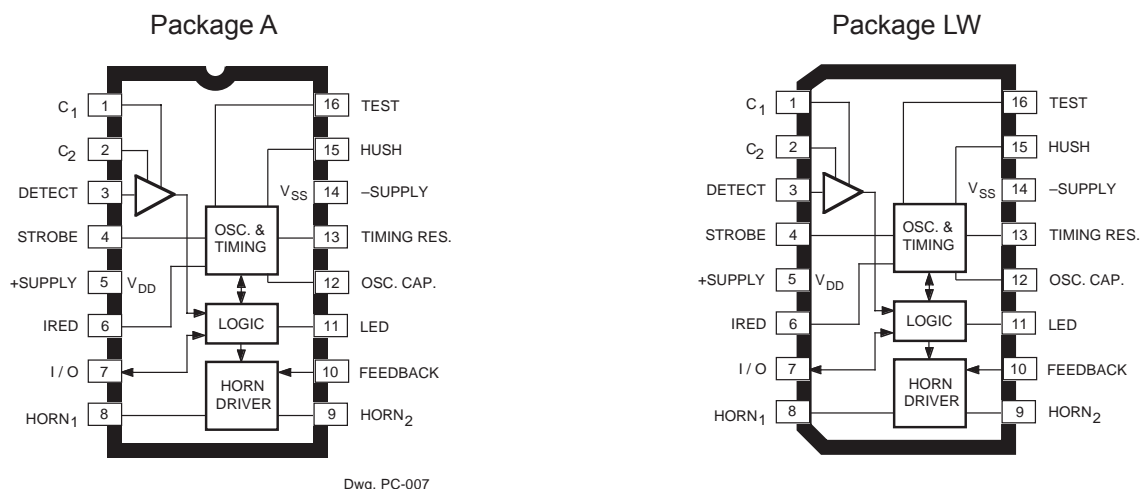 Package A
C1
1
16
TEST
C2
2
15
HUSH
DETECT
3
VSS
14
–SUPPLY
STROBE
4
OSC. &
TIMING
13
TIMING RES.
+SUPPLY
5
VDD
12
OSC. CAP.
IRED
6
LOGIC
11
LED
I / O
7
10
FEEDBACK
HORN
DRIVER
HORN1
8
9
HORN2
Dwg. PC-007
Package LW
C1
1
16
TEST
C2
2
15
HUSH
DETECT
3
VSS
14
–SUPPLY
STROBE
4
OSC. &
TIMING
13
TIMING RES.
+SUPPLY
5
VDD
12
OSC. CAP.
IRED
6
LOGIC
11
LED
I / O
7
10
FEEDBACK
HORN
DRIVER
HORN1
8
9
HORN2